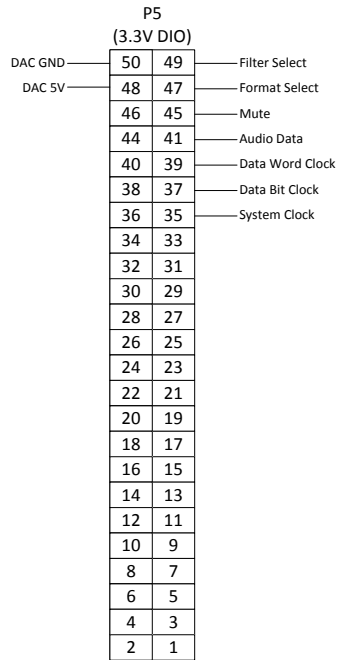 P5
(3.3V DIO)
DAC GND 50 49 Filter Select
DAC 5V 48 47 Format Select
46 45 Mute
44 41 Audio Data
40 39 Data Word Clock
38 37 Data Bit Clock
36 35 System Clock
34 33
32 31
30 29
28 27
26 25
24 23
22 21
20 19
18 17
16 15
14 13
12 11
10 9
8 7
6 5
4 3
2 1